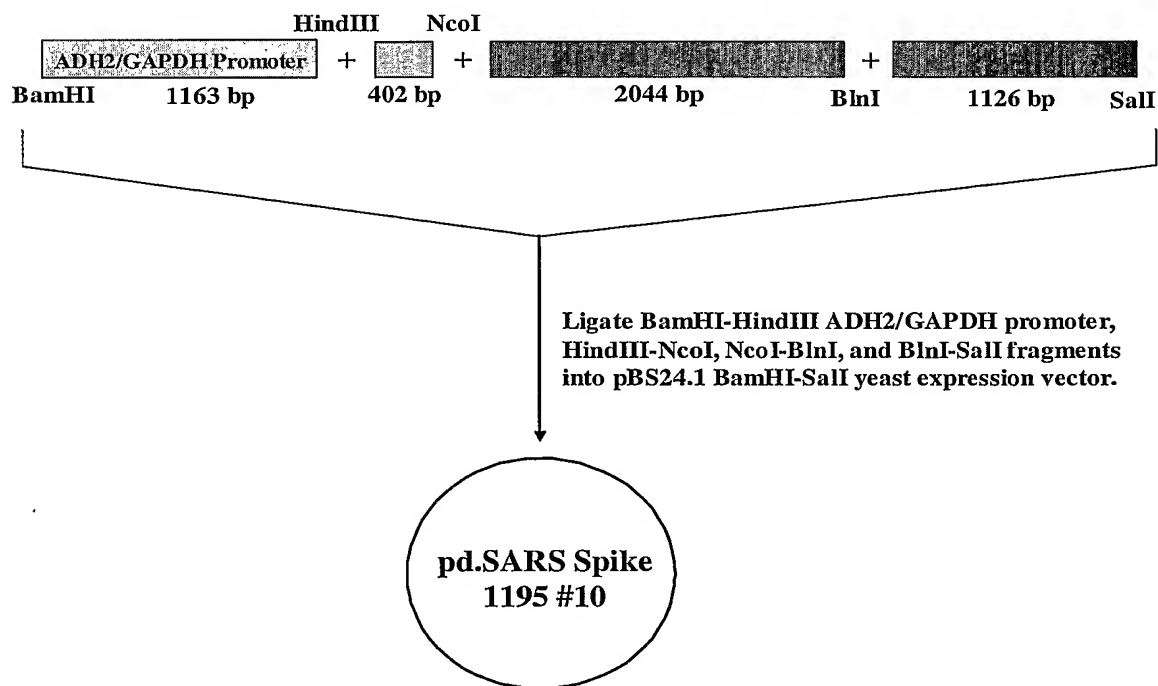 HindIII NcoI
ADH2/GAPDH Promoter + + +
BamHI 1163 bp 402 bp 2044 bp BlnI 1126 bp SalI
Ligate BamHI-HindIII ADH2/GAPDH promoter,
HindIII-NcoI, NcoI-BlnI, and BlnI-SalI fragments
into pBS24.1 BamHI-SalI yeast expression vector.
pd.SARS Spike
1195 #10